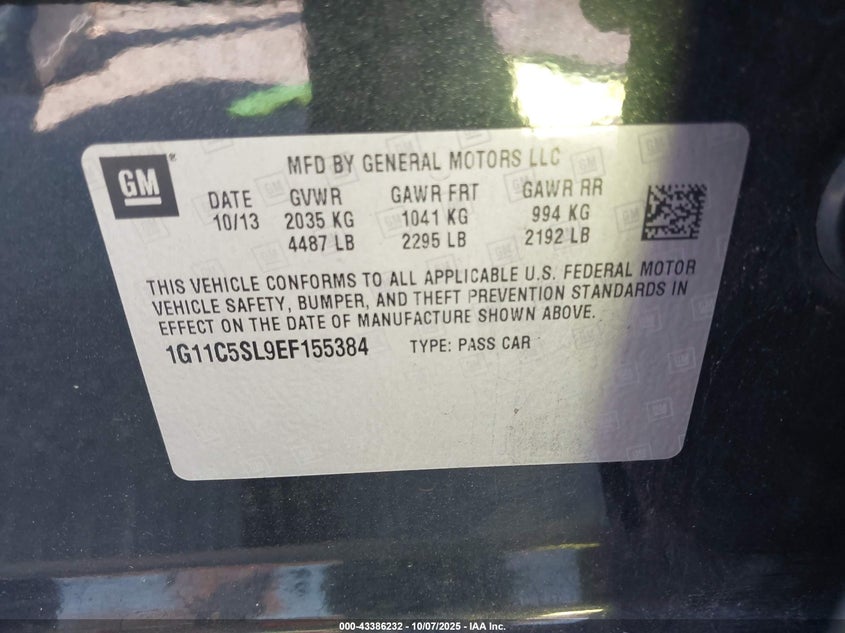 GM
MFD BY GENERAL MOTORS LLC
DATE GVWR GAWR FRT GAWR RR
10/13 2035 KG 1041 KG 994 KG
4487 LB 2295 LB 2192 LB
THIS VEHICLE CONFORMS TO ALL APPLICABLE U.S. FEDERAL MOTOR
VEHICLE SAFETY, BUMPER, AND THEFT PREVENTION STANDARDS IN
EFFECT ON THE DATE OF MANUFACTURE SHOWN ABOVE.
1G11C5SL9EF155384 TYPE: PASS CAR
000-43386232 - 10/07/2025 - IAA Inc.